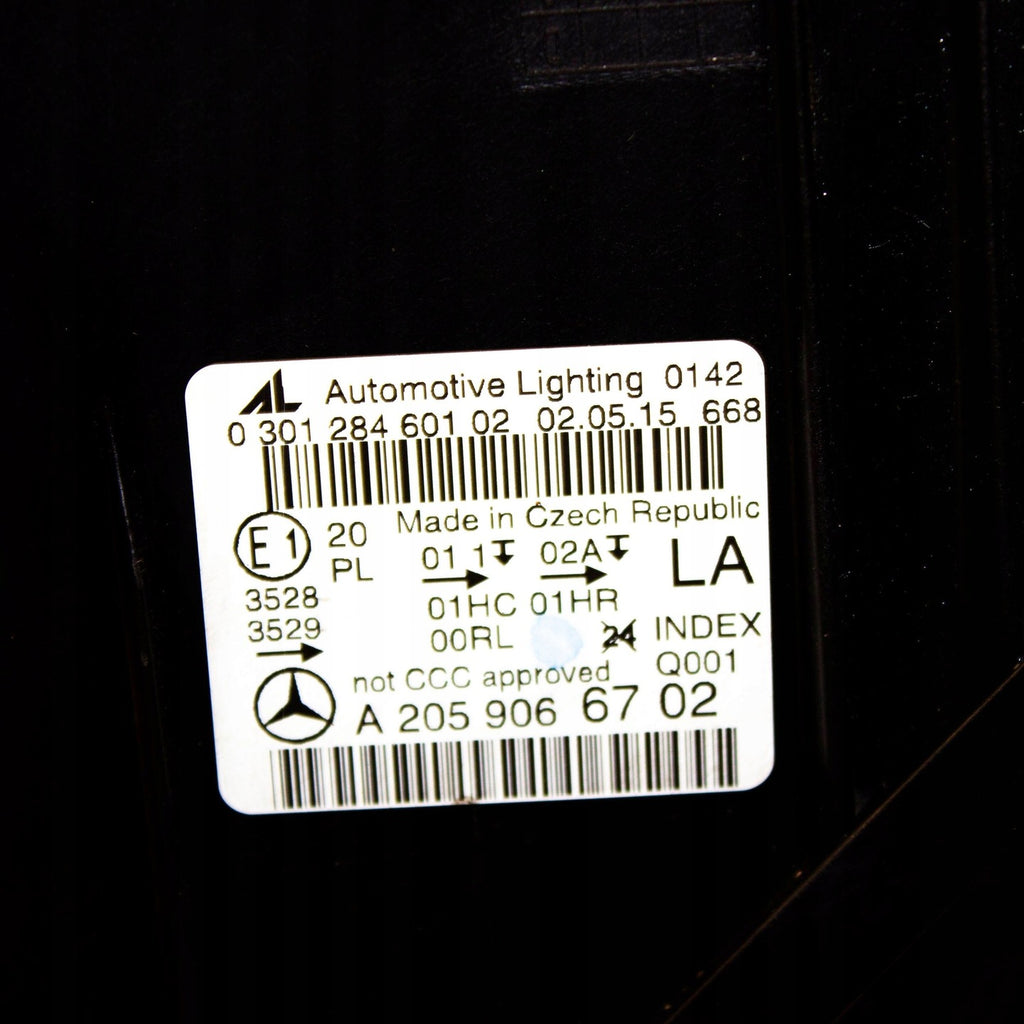 AL Automotive Lighting 0142
0 301 284 601 02 02.05.15 668
Made in Czech Republic
E1 20 PL
01 1 02A LA
3528 01HC 01HR
3529 00RL 24 INDEX
not CCC approved Q001
A 205 906 67 02